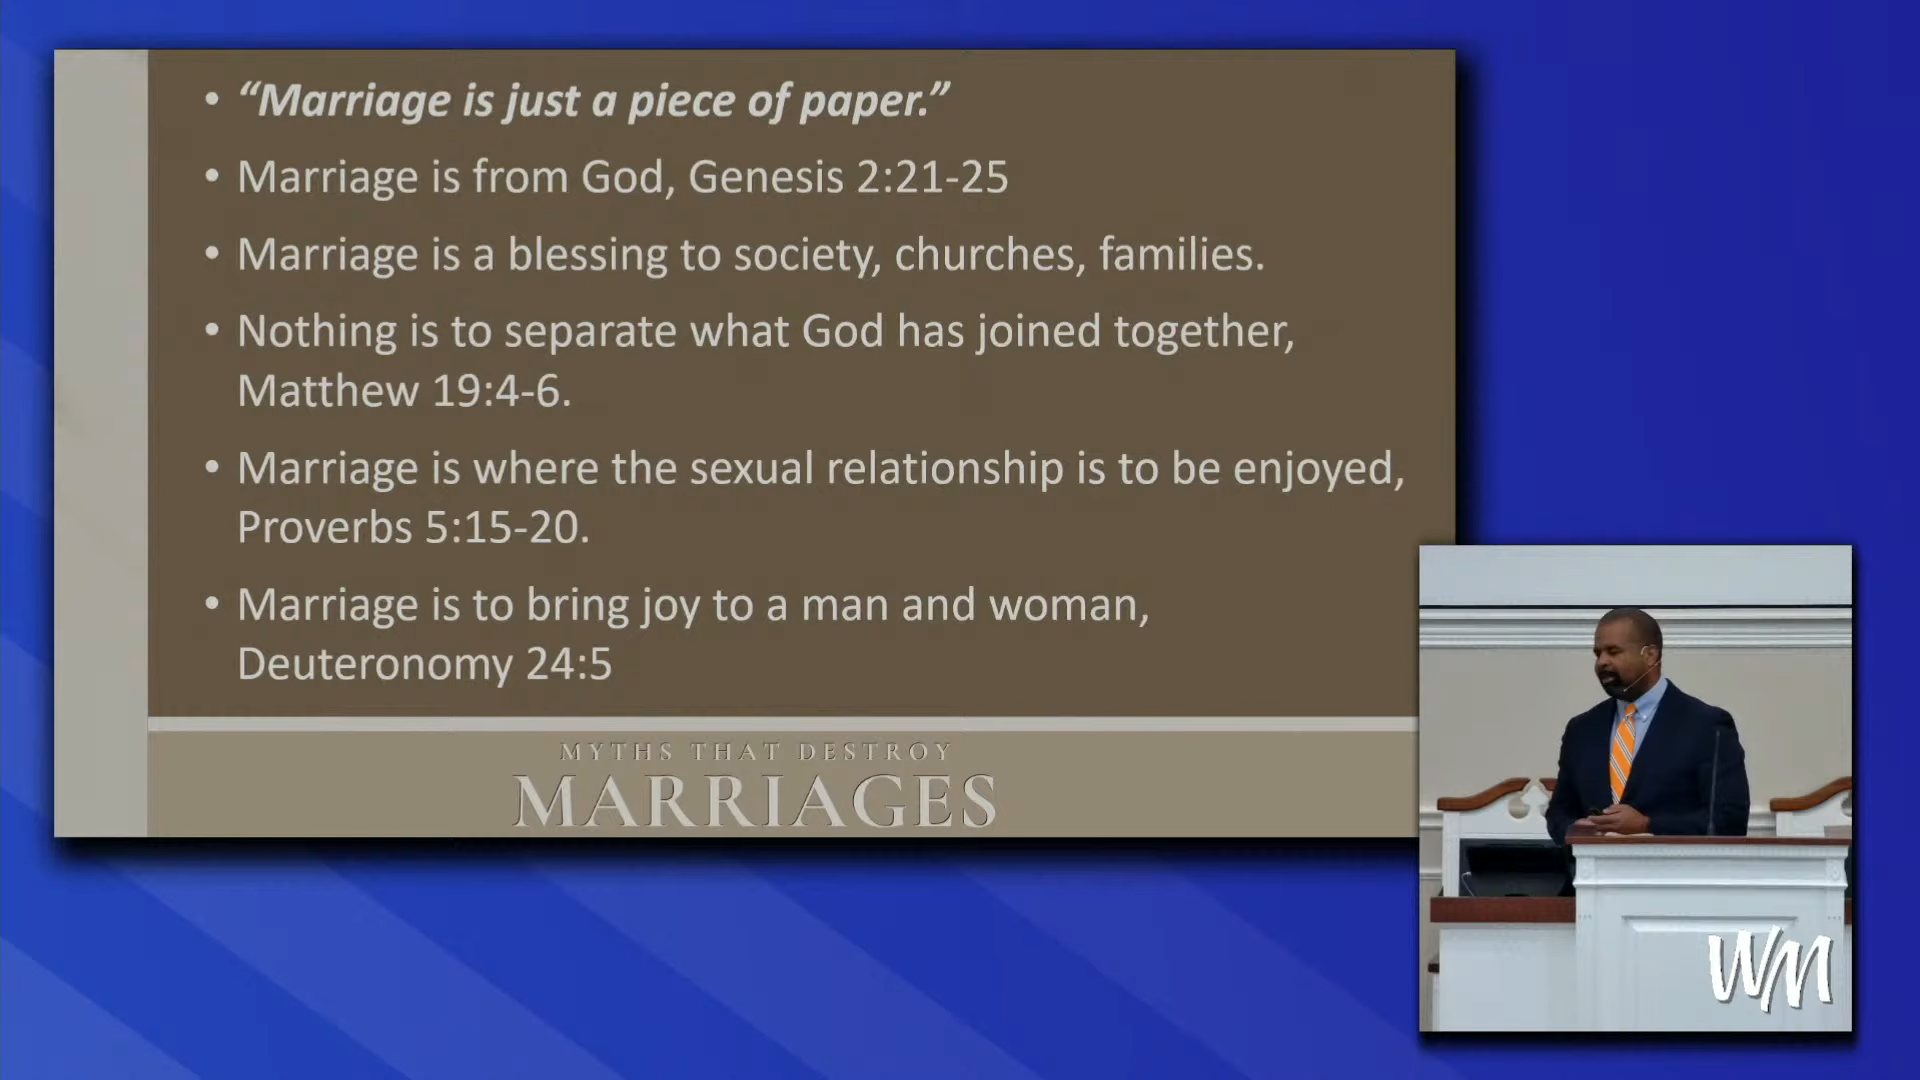 • “Marriage is just a piece of paper.”
• Marriage is from God, Genesis 2:21-25
• Marriage is a blessing to society, churches, families.
• Nothing is to separate what God has joined together,
Matthew 19:4-6.
• Marriage is where the sexual relationship is to be enjoyed,
Proverbs 5:15-20.
• Marriage is to bring joy to a man and woman,
Deuteronomy 24:5
MYTHS THAT DESTROY
MARRIAGES
WM